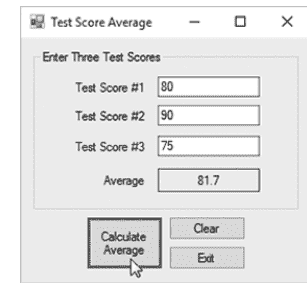 Test Score Average
Enter Three Test Scores
Test Score #1 80
Test Score #2 90
Test Score #3 75
Average 81.7
Calculate
Average
Clear
Exit